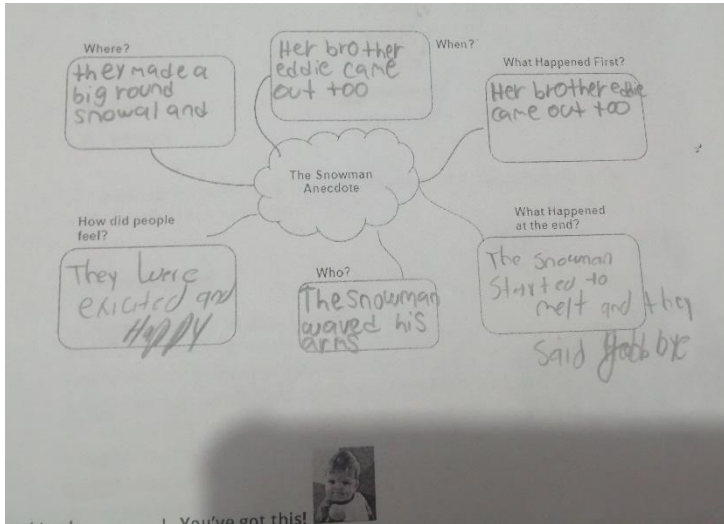 Where?
they made a
big round
snowal and
When?
Her brother
eddie came
out too
What Happened First?
Her brother eddie
came out too
The Snowman
Anecdote
How did people
feel?
They were
exicted and
Happy
Who?
The snowman
waved his
arms
What Happened
at the end?
The snowman
Started to
melt and they
said goobbye
You've got this!